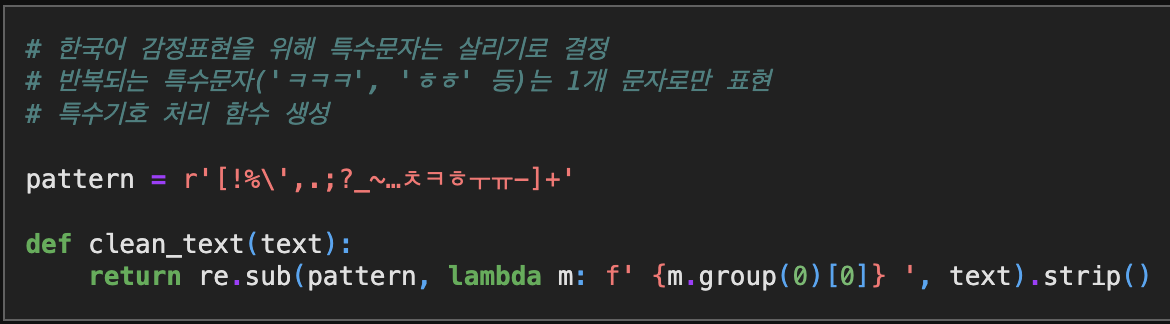 # 한국어 감정표현을 위해 특수문자는 살리기로 결정
# 반복되는 특수문자('ㅋㅋㅋ', 'ㅎㅎ' 등)는 1개 문자로만 표현
# 특수기호 처리 함수 생성
pattern = r'[!%\',.;?_~…ㅊㅋㅎㅜㅠ-]+'
def clean_text(text):
    return re.sub(pattern, lambda m: f' {m.group(0)[0]} ', text).strip()